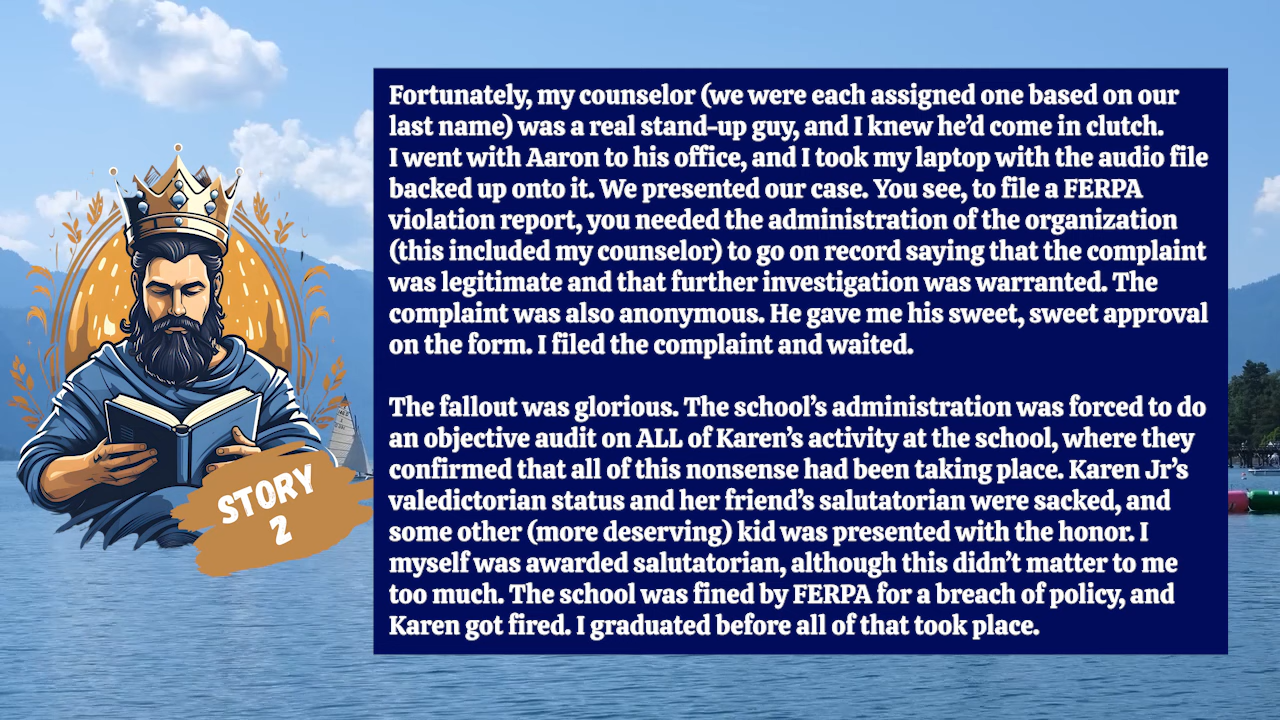 Fortunately, my counselor (we were each assigned one based on our
last name) was a real stand-up guy, and I knew he’d come in clutch.
I went with Aaron to his office, and I took my laptop with the audio file
backed up onto it. We presented our case. You see, to file a FERPA
violation report, you needed the administration of the organization
(this included my counselor) to go on record saying that the complaint
was legitimate and that further investigation was warranted. The
complaint was also anonymous. He gave me his sweet, sweet approval
on the form. I filed the complaint and waited.
The fallout was glorious. The school’s administration was forced to do
an objective audit on ALL of Karen’s activity at the school, where they
confirmed that all of this nonsense had been taking place. Karen Jr’s
valedictorian status and her friend’s salutatorian were sacked, and
some other (more deserving) kid was presented with the honor. I
myself was awarded salutatorian, although this didn’t matter to me
too much. The school was fined by FERPA for a breach of policy, and
Karen got fired. I graduated before all of that took place.
STORY
2